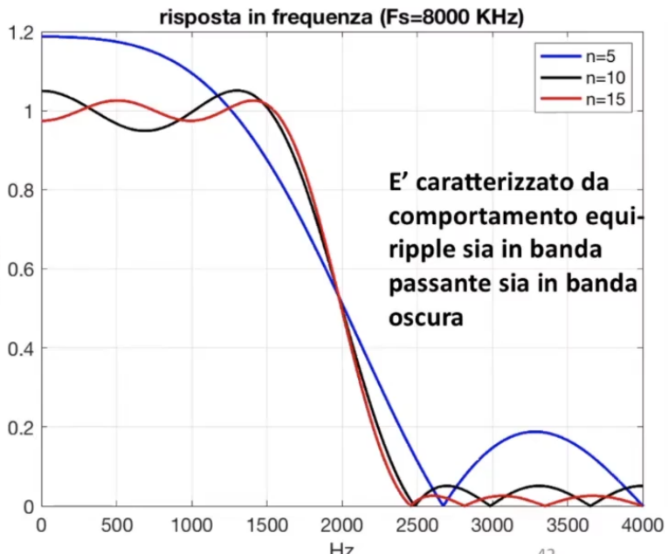 risposta in frequenza (Fs=8000 KHz)
1.2
1
0.8
0.6
0.4
0.2
0
n=5
n=10
n=15
E’ caratterizzato da
comportamento equi-
ripple sia in banda
passante sia in banda
oscura
0 500 1000 1500 2000 2500 3000 3500 4000
Hz